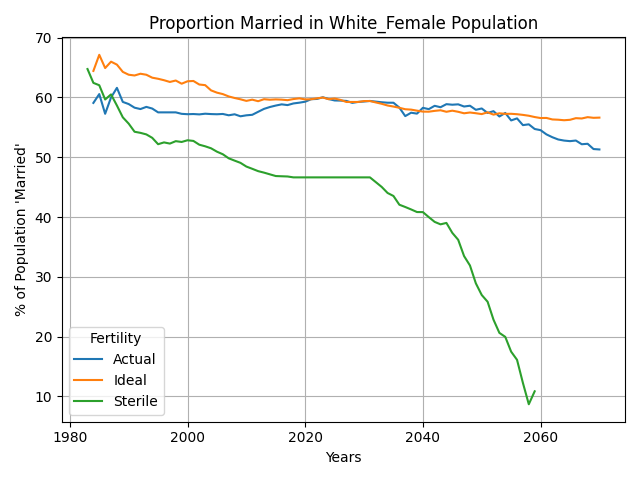 Proportion Married in White_Female Population
% of Population 'Married'
70
60
50
40
30
20
10
Fertility
Actual
Ideal
Sterile
1980
2000
2020
2040
2060
Years